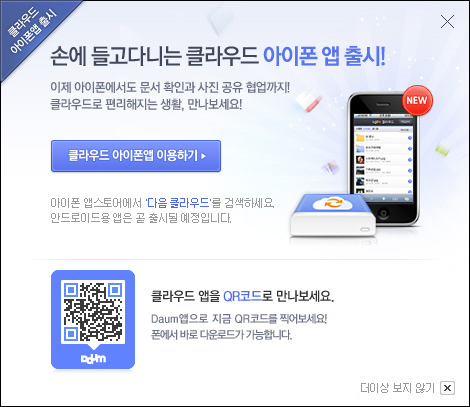 클라우드
아이폰앱 출시
손에 들고다니는 클라우드 아이폰 앱 출시!
이제 아이폰에서도 문서 확인과 사진 공유 협업까지!
클라우드로 편리해지는 생활, 만나보세요!
NEW
클라우드 아이폰앱 이용하기
아이폰 앱스토어에서 '다음 클라우드'를 검색하세요.
안드로이드용 앱은 곧 출시될 예정입니다.
클라우드 앱을 QR코드로 만나보세요.
Daum앱으로 지금 QR코드를 찍어보세요!
폰에서 바로 다운로드가 가능합니다.
Daum
더이상 보지 않기